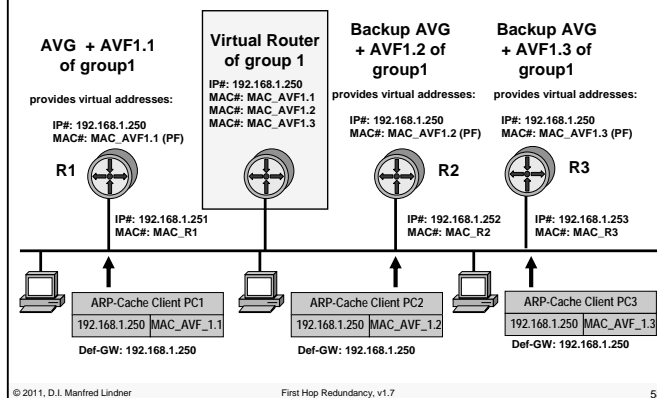 AVG + AVF1.1
of group1
provides virtual addresses:
IP#: 192.168.1.250
MAC#: MAC_AVF1.1 (PF)
R1
IP#: 192.168.1.251
MAC#: MAC_R1
Virtual Router
of group 1
IP#: 192.168.1.250
MAC#: MAC_AVF1.1
MAC#: MAC_AVF1.2
MAC#: MAC_AVF1.3
Backup AVG
+ AVF1.2 of
group1
provides virtual addresses:
IP#: 192.168.1.250
MAC#: MAC_AVF1.2 (PF)
R2
IP#: 192.168.1.252
MAC#: MAC_R2
Backup AVG
+ AVF1.3 of
group1
provides virtual addresses:
IP#: 192.168.1.250
MAC#: MAC_AVF1.3 (PF)
R3
IP#: 192.168.1.253
MAC#: MAC_R3
ARP-Cache Client PC1
192.168.1.250 MAC_AVF_1.1
Def-GW: 192.168.1.250
ARP-Cache Client PC2
192.168.1.250 MAC_AVF_1.2
Def-GW: 192.168.1.250
ARP-Cache Client PC3
192.168.1.250 MAC_AVF_1.3
Def-GW: 192.168.1.250
© 2011, D.I. Manfred Lindner
First Hop Redundancy, v1.7
5